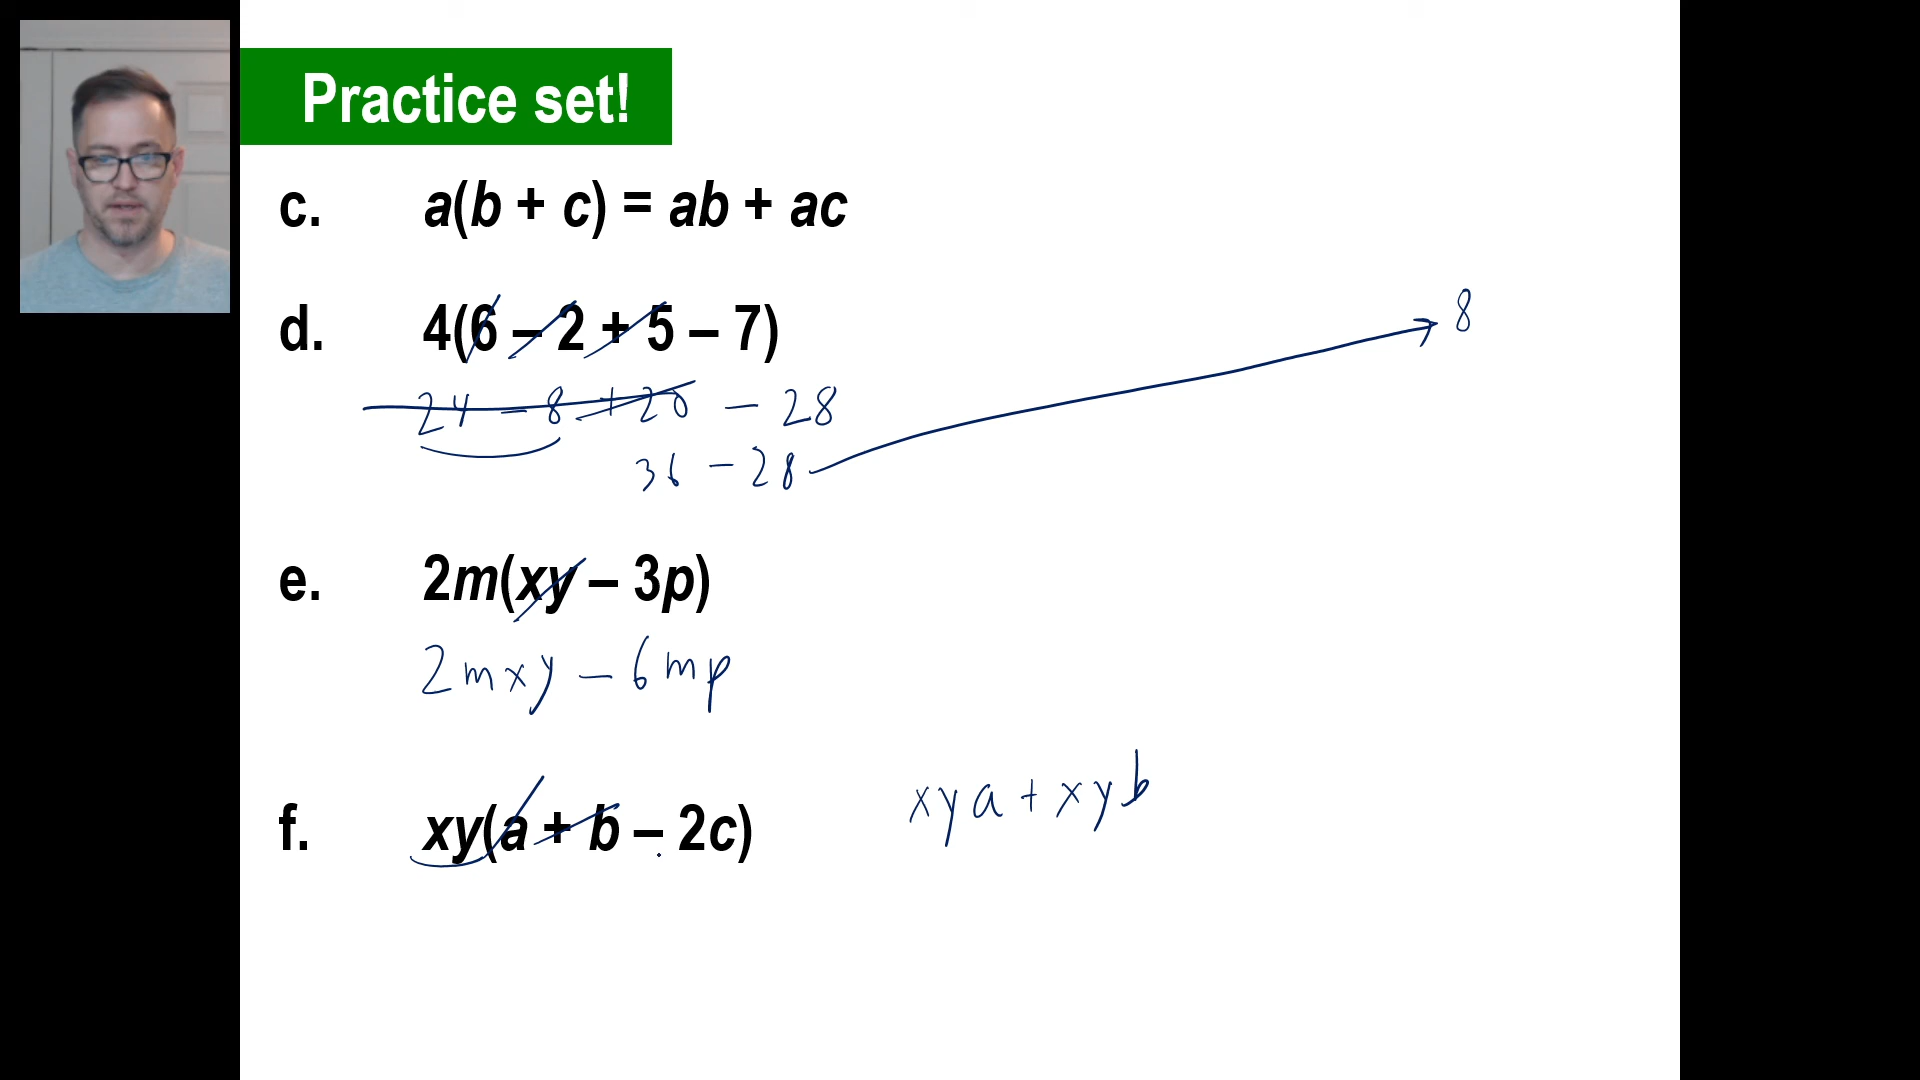 Practice set!
c. a(b + c) = ab + ac
d. 4(6 – 2 + 5 – 7)
8
24 – 8 + 20 – 28
36 – 28
e. 2m(xy – 3p)
2mxy – 6mp
f. xy(a + b – 2c)
xya + xyb